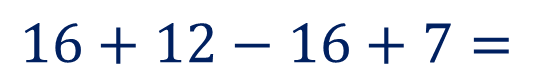 16 + 12 − 16 + 7 =